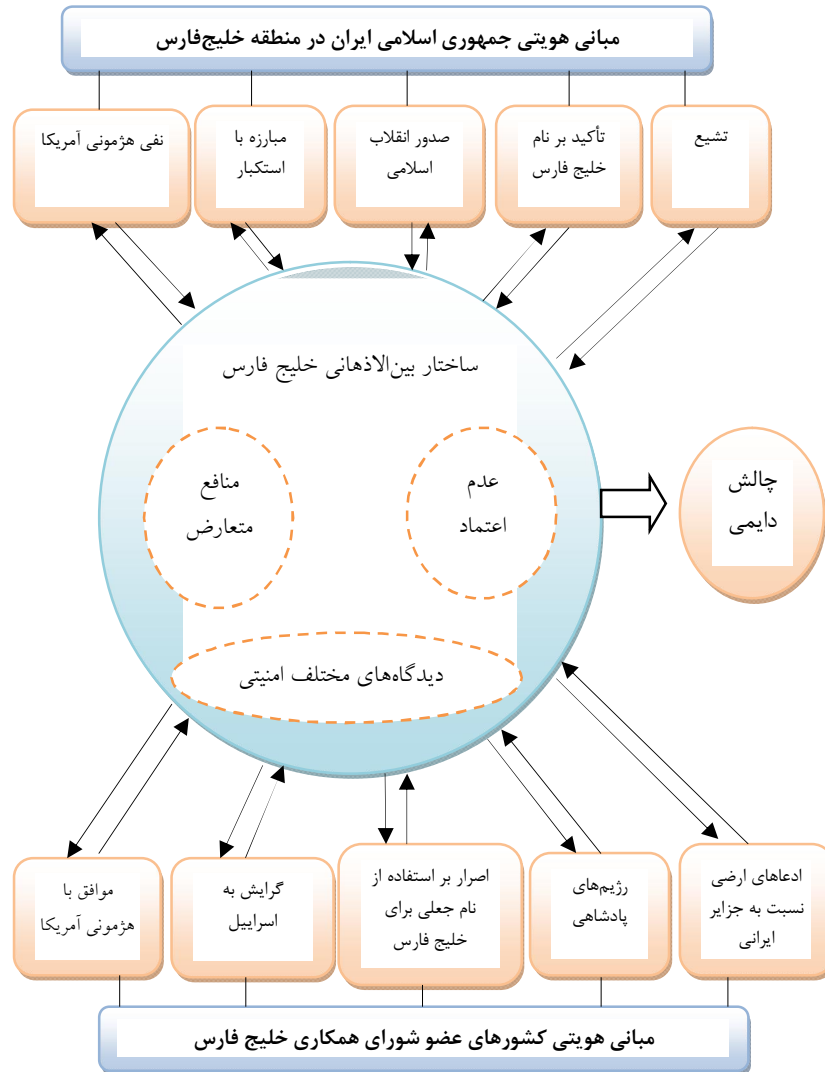 مبانی هویتی جمهوری اسلامی ایران در منطقه خلیج‌فارس
تشیع
تأکید بر نام
خلیج فارس
صدور انقلاب
اسلامی
مبارزه با
استکبار
نفی هژمونی آمریکا
ساختار بین‌الاذهانی خلیج فارس
عدم
اعتماد
منافع
متعارض
دیدگاه‌های مختلف امنیتی
چالش
دایمی
ادعاهای ارضی
نسبت به جزایر
ایرانی
رژیم‌های
پادشاهی
اصرار بر استفاده از
نام جعلی برای
خلیج فارس
گرایش به
اسراییل
موافق با
هژمونی آمریکا
مبانی هویتی کشورهای عضو شورای همکاری خلیج فارس